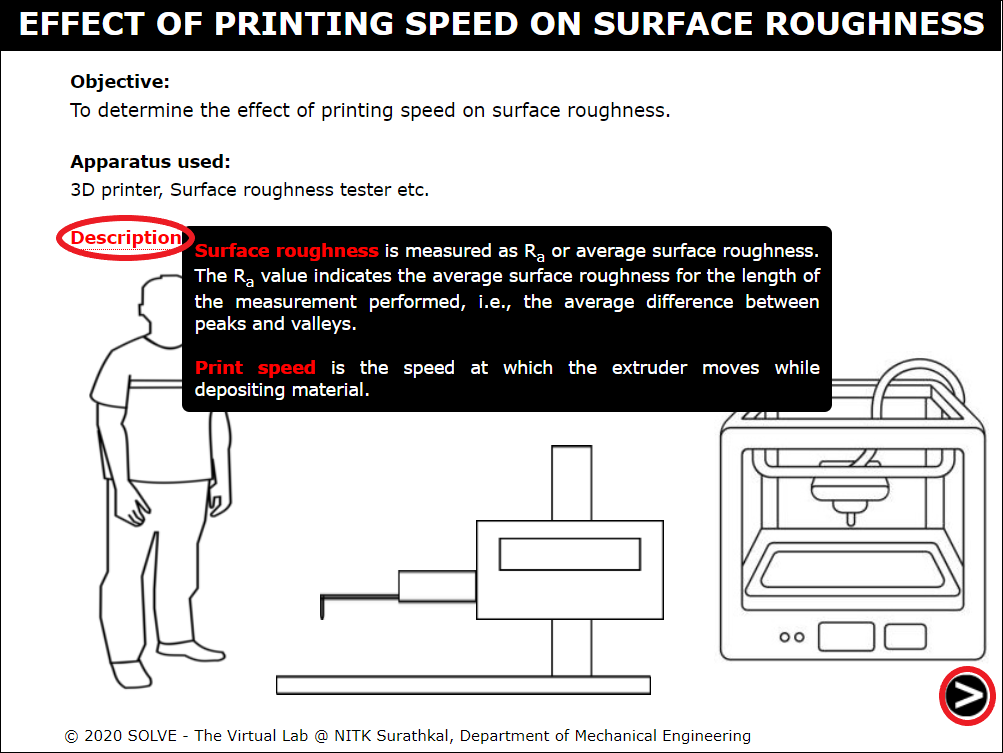 EFFECT OF PRINTING SPEED ON SURFACE ROUGHNESS
Objective:
To determine the effect of printing speed on surface roughness.
Apparatus used:
3D printer, Surface roughness tester etc.
Description
Surface roughness is measured as Ra or average surface roughness.
The Ra value indicates the average surface roughness for the length of
the measurement performed, i.e., the average difference between
peaks and valleys.
Print speed is the speed at which the extruder moves while
depositing material.
© 2020 SOLVE - The Virtual Lab @ NITK Surathkal, Department of Mechanical Engineering